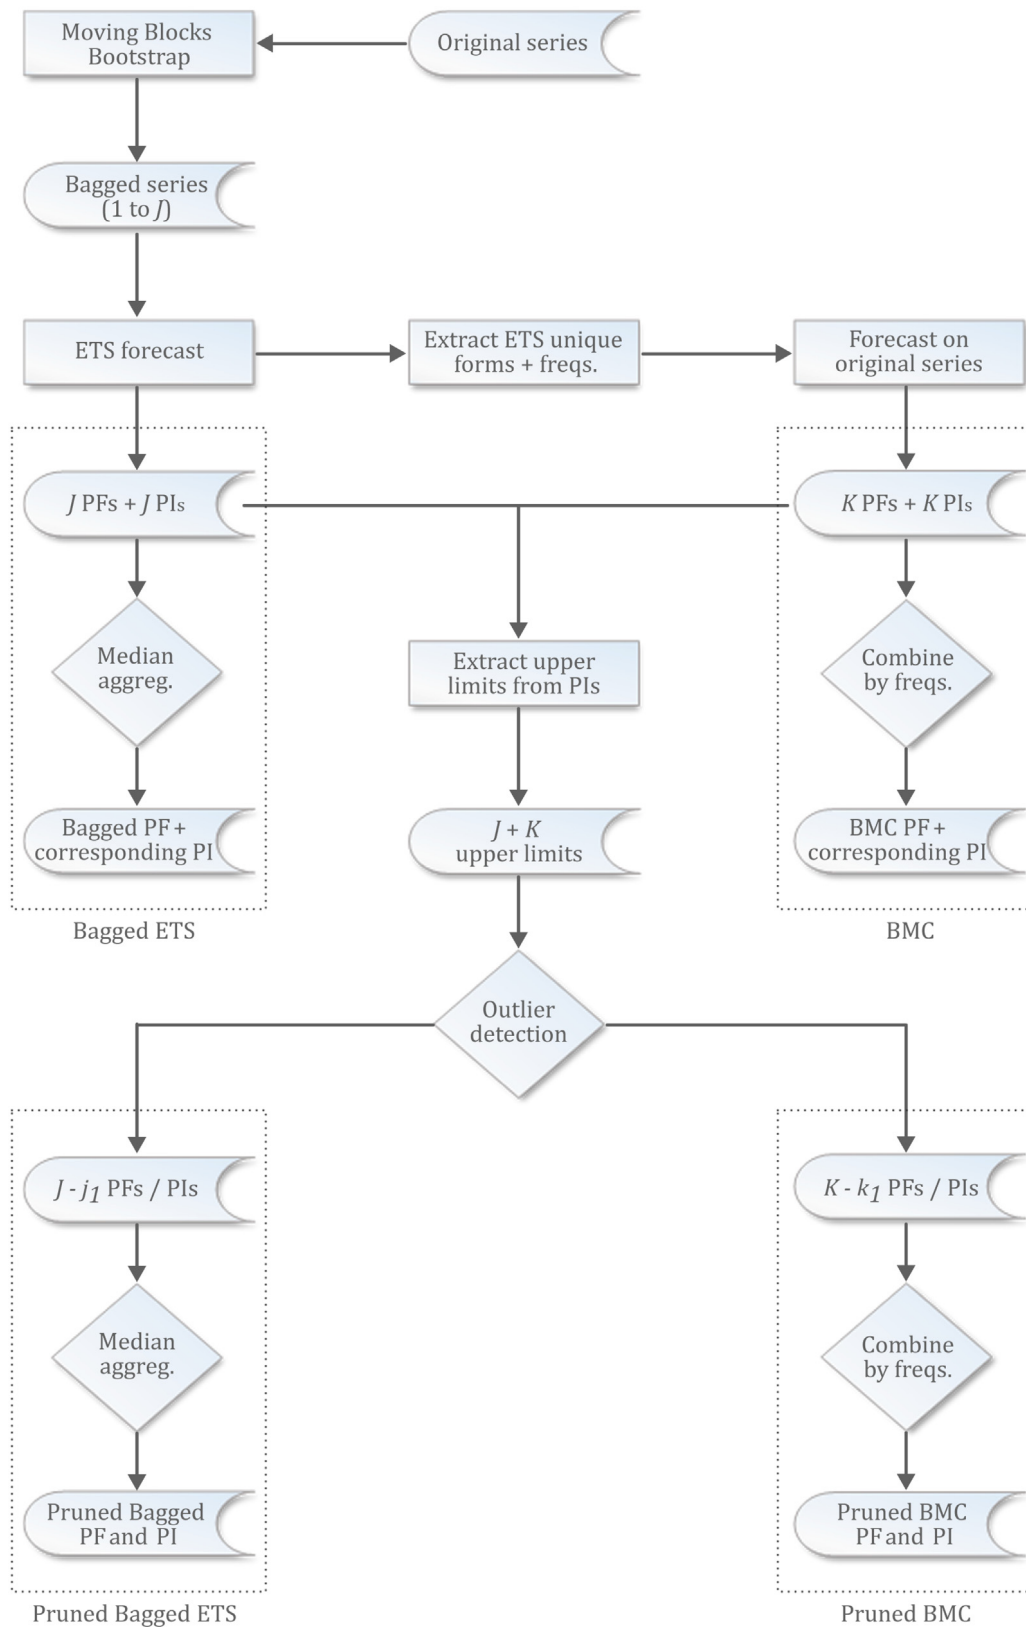 Moving Blocks
Bootstrap
Original series
Bagged series
(1 to J)
ETS forecast
Extract ETS unique
forms + freqs.
Forecast on
original series
J PFs + J PIs
K PFs + K PIs
Median
aggreg.
Extract upper
limits from PIs
Combine
by freqs.
Bagged PF +
corresponding PI
J + K
upper limits
BMC PF +
corresponding PI
Bagged ETS
BMC
Outlier
detection
J - j1 PFs / PIs
K - k1 PFs / PIs
Median
aggreg.
Combine
by freqs.
Pruned Bagged
PF and PI
Pruned BMC
PF and PI
Pruned Bagged ETS
Pruned BMC